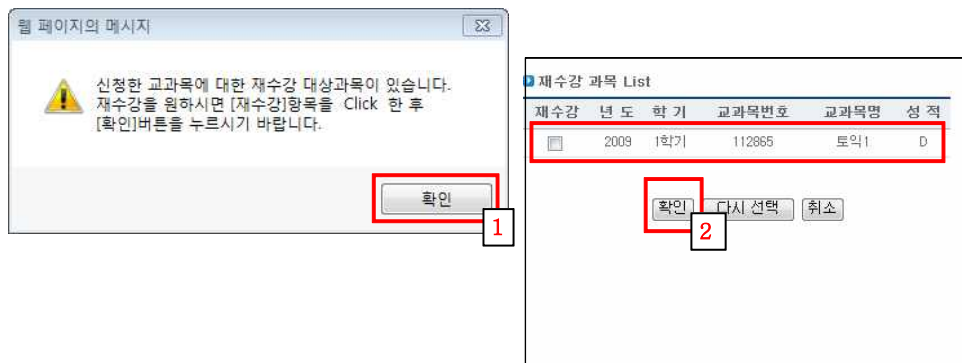 웹 페이지의 메시지
신청한 교과목에 대한 재수강 대상과목이 있습니다.
재수강을 원하시면 [재수강]항목을 Click 한 후
[확인]버튼을 누르시기 바랍니다.
확인
1
재수강 과목 List
재수강 년 도 학 기 교과목번호 교과목명 성 적
2009 1학기 112865 토익1 D
확인 다시 선택 취소
2